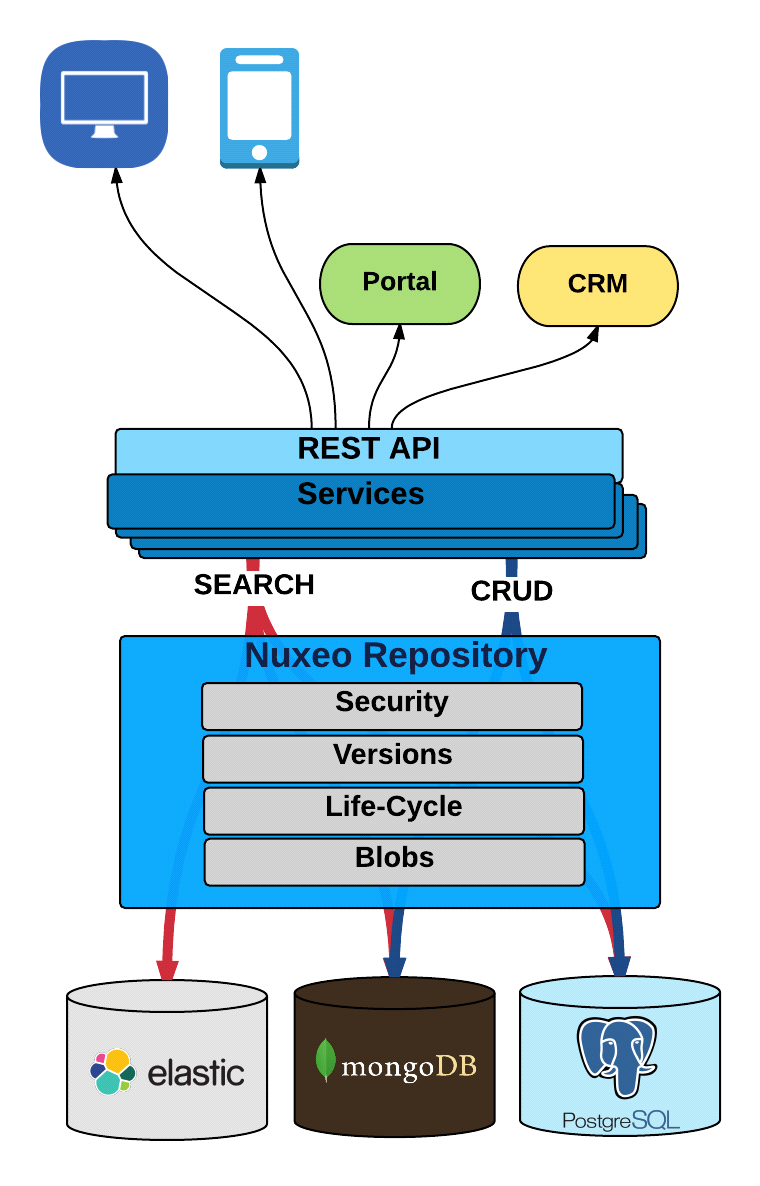 Portal
CRM
REST API
Services
SEARCH
CRUD
Nuxeo Repository
Security
Versions
Life-Cycle
Blobs
elastic
mongoDB
PostgreSQL